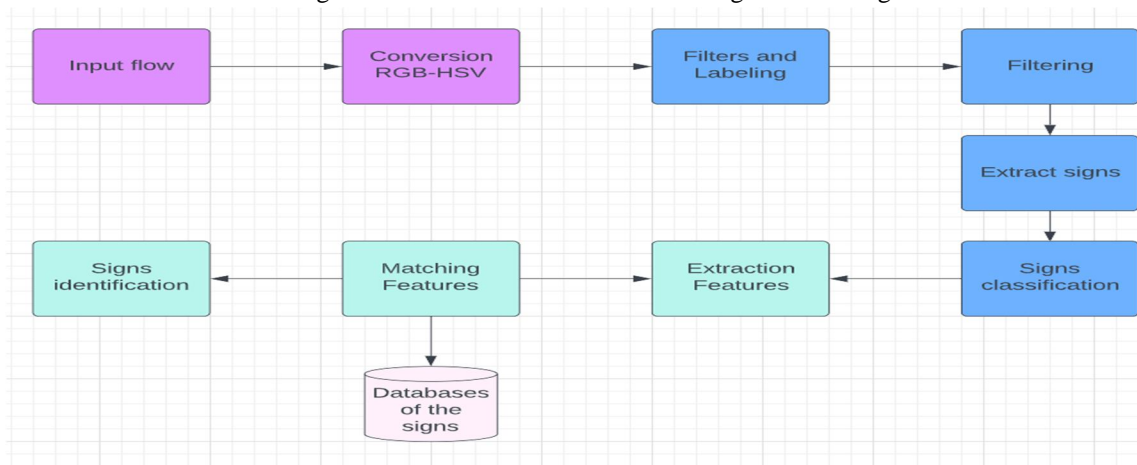 Input flow
Conversion
RGB-HSV
Filters and
Labeling
Filtering
Extract signs
Signs
identification
Matching
Features
Extraction
Features
Signs
classification
Databases
of the
signs